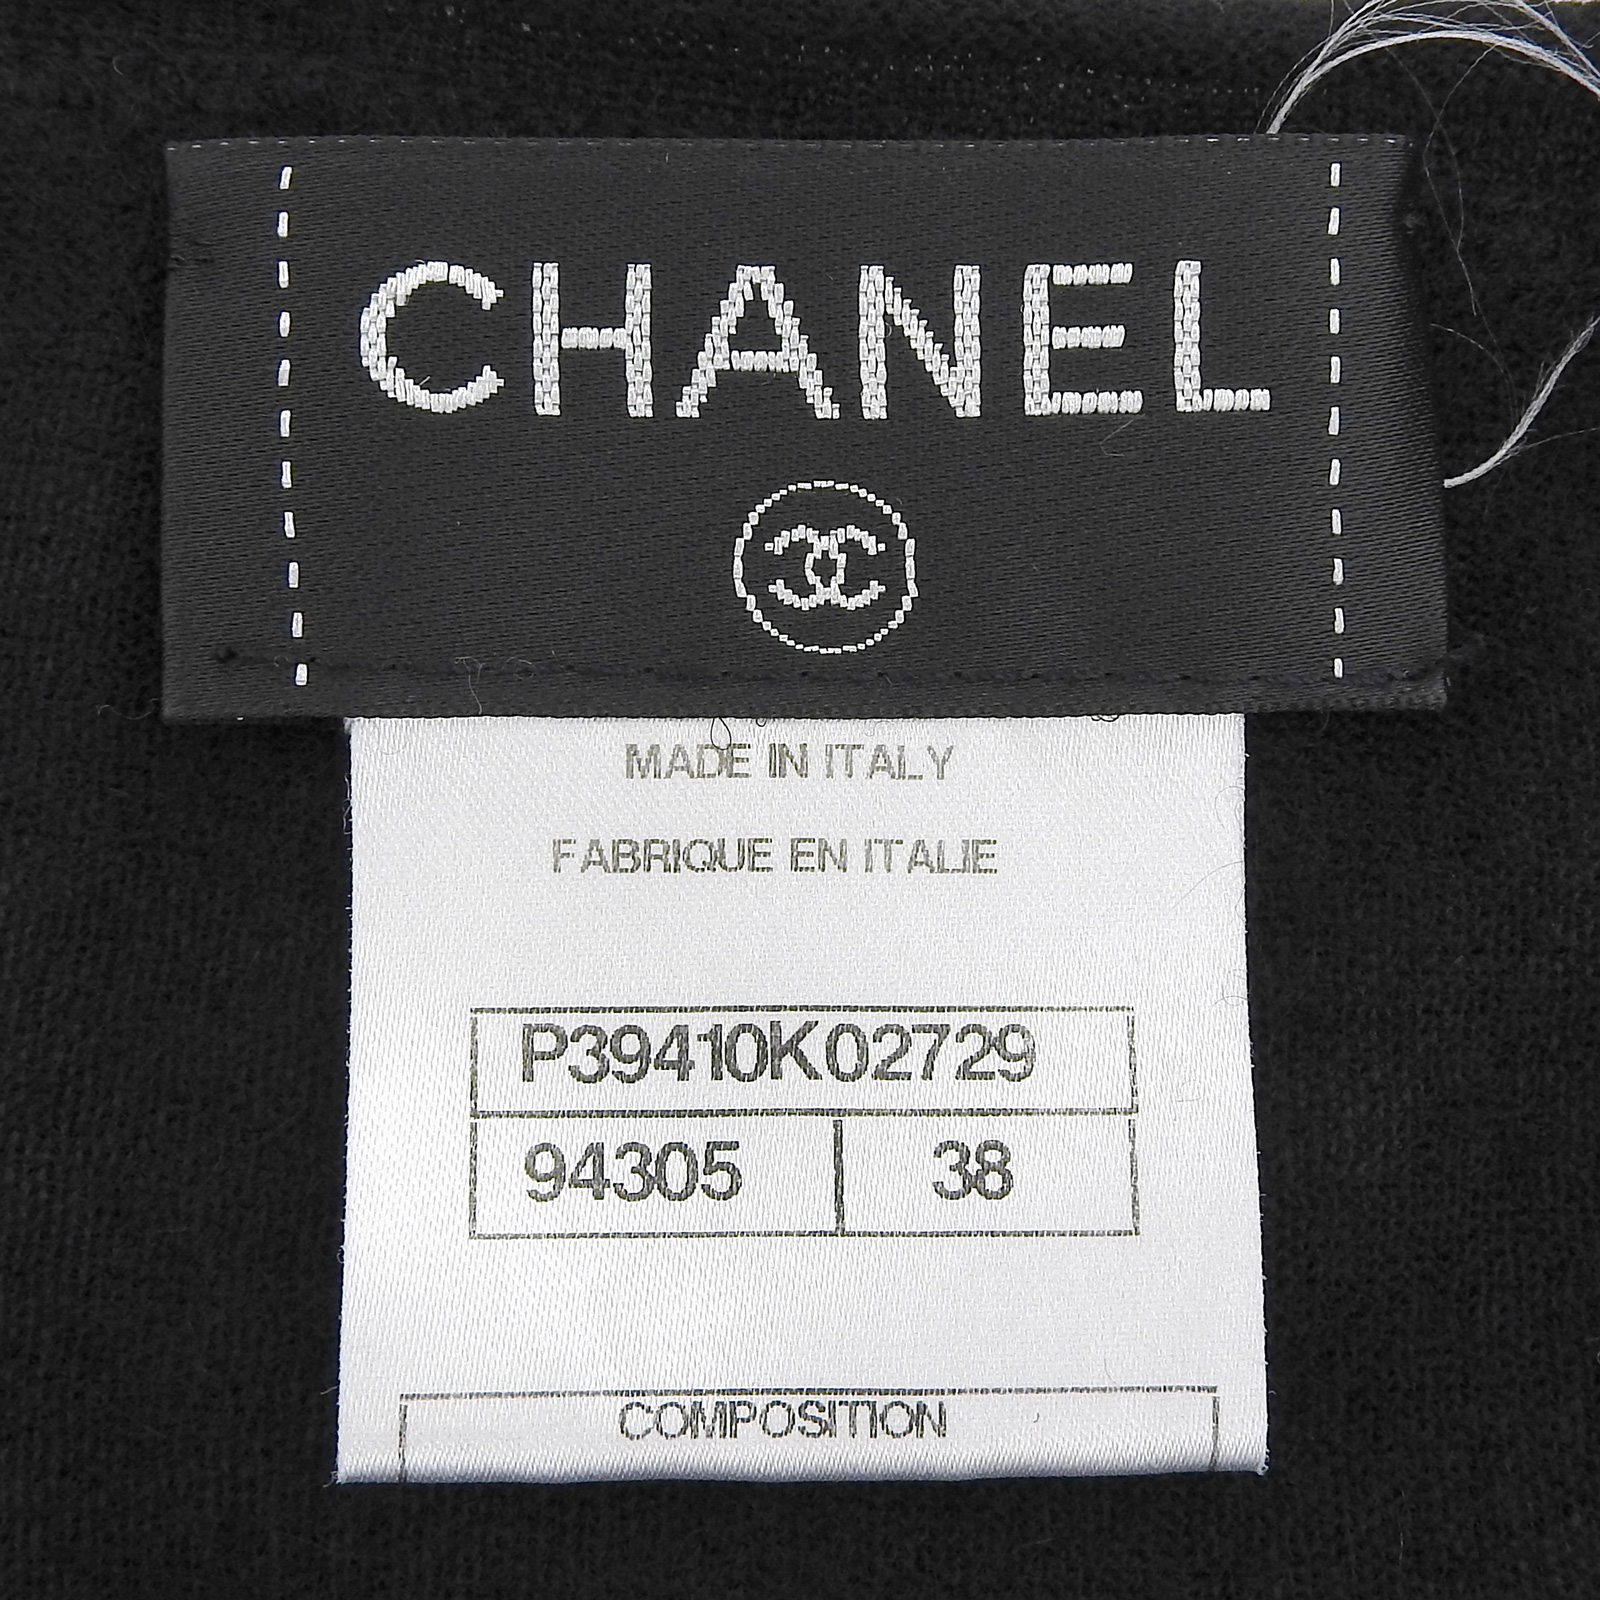 CHANEL
MADE IN ITALY
FABRIQUE EN ITALIE
P39410K02729
94305 38
COMPOSITION